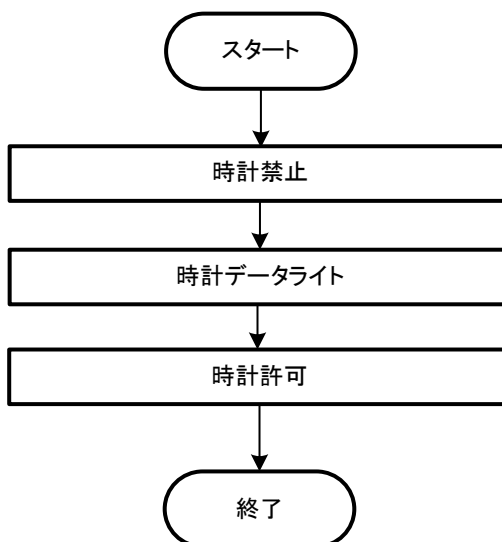 スタート
時計禁止
時計データライト
時計許可
終了